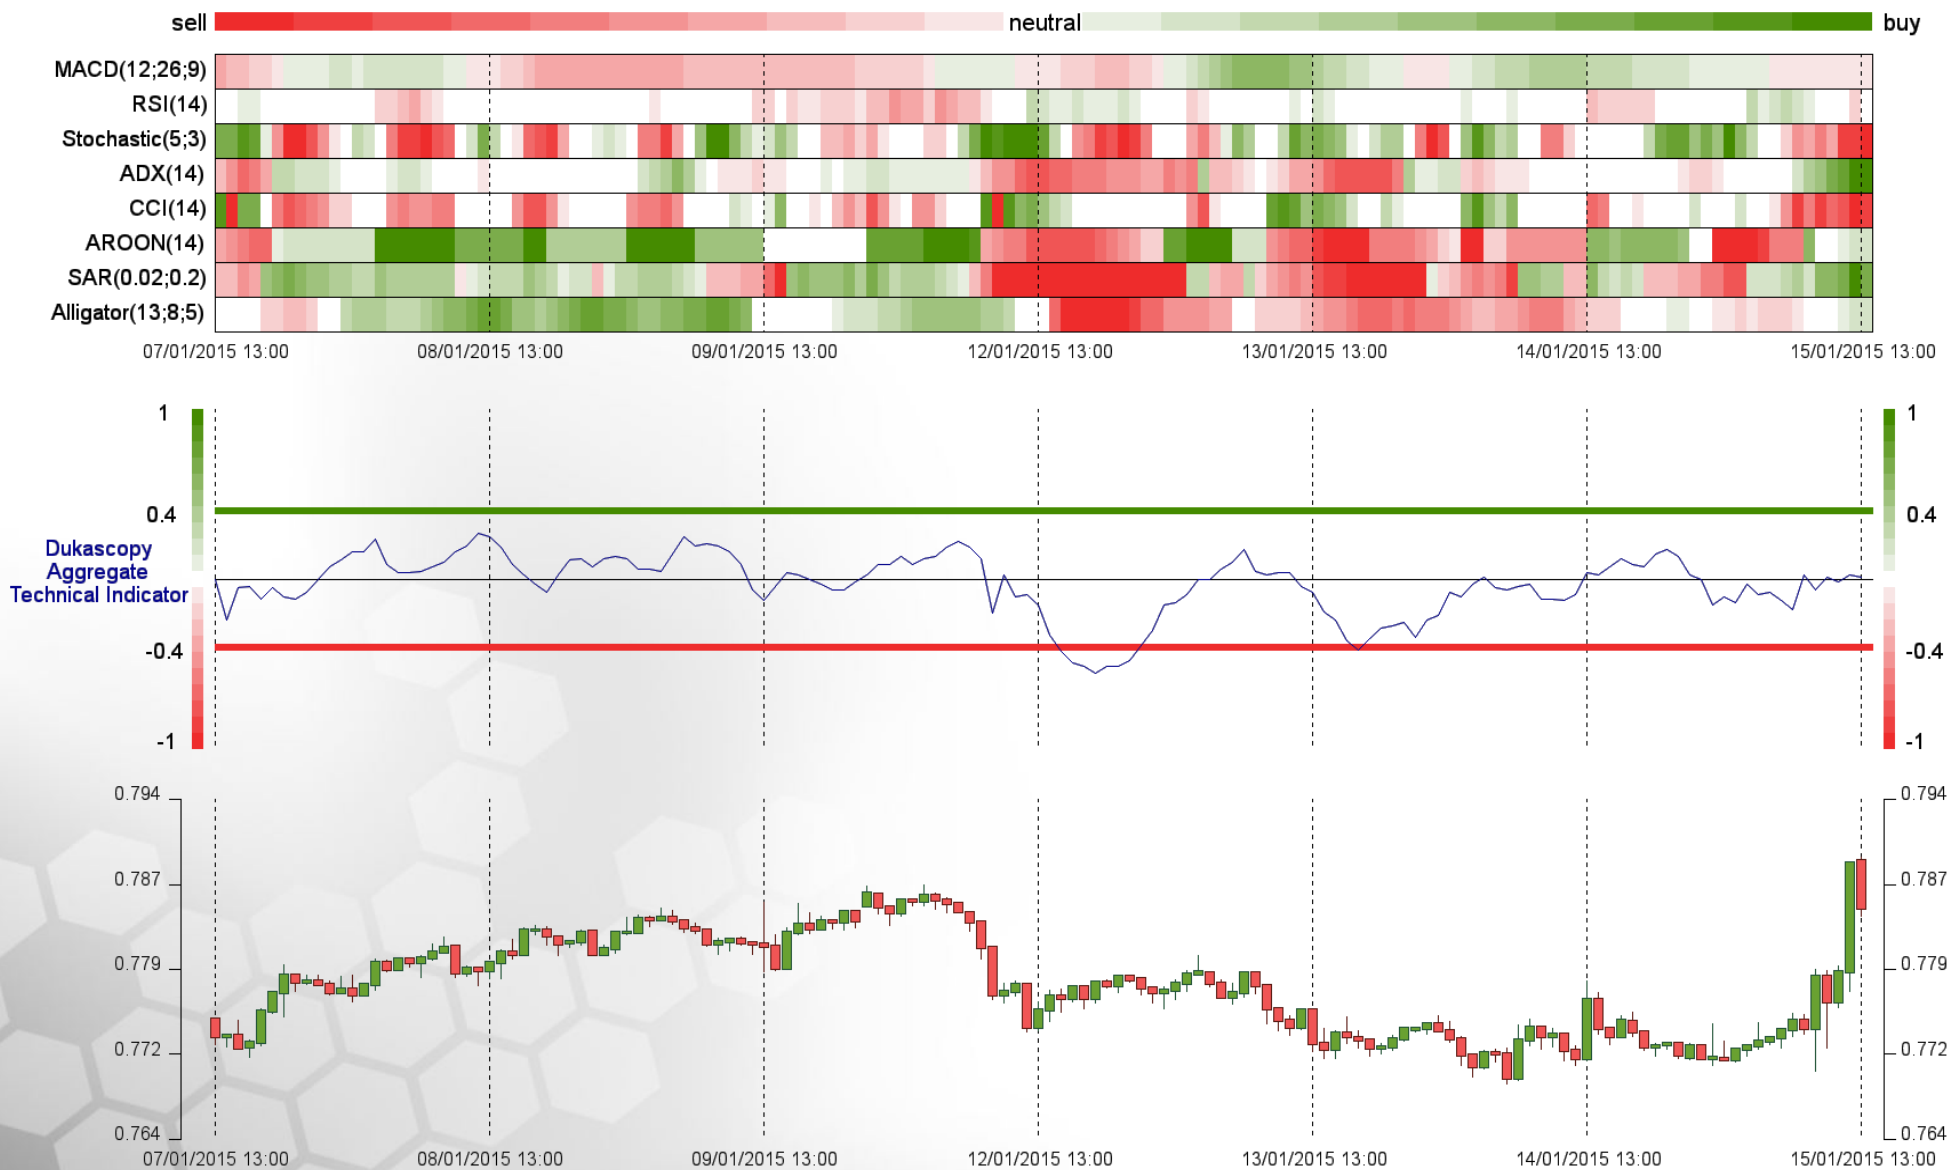 sell neutral buy
MACD(12;26;9)
RSI(14)
Stochastic(5;3)
ADX(14)
CCI(14)
AROON(14)
SAR(0.02;0.2)
Alligator(13;8;5)
07/01/2015 13:00 08/01/2015 13:00 09/01/2015 13:00 12/01/2015 13:00 13/01/2015 13:00 14/01/2015 13:00 15/01/2015 13:00
1 1
0.4 0.4
Dukascopy
Aggregate
Technical Indicator
-0.4 -0.4
-1 -1
0.794 0.794
0.787 0.787
0.779 0.779
0.772 0.772
0.764 0.764
07/01/2015 13:00 08/01/2015 13:00 09/01/2015 13:00 12/01/2015 13:00 13/01/2015 13:00 14/01/2015 13:00 15/01/2015 13:00